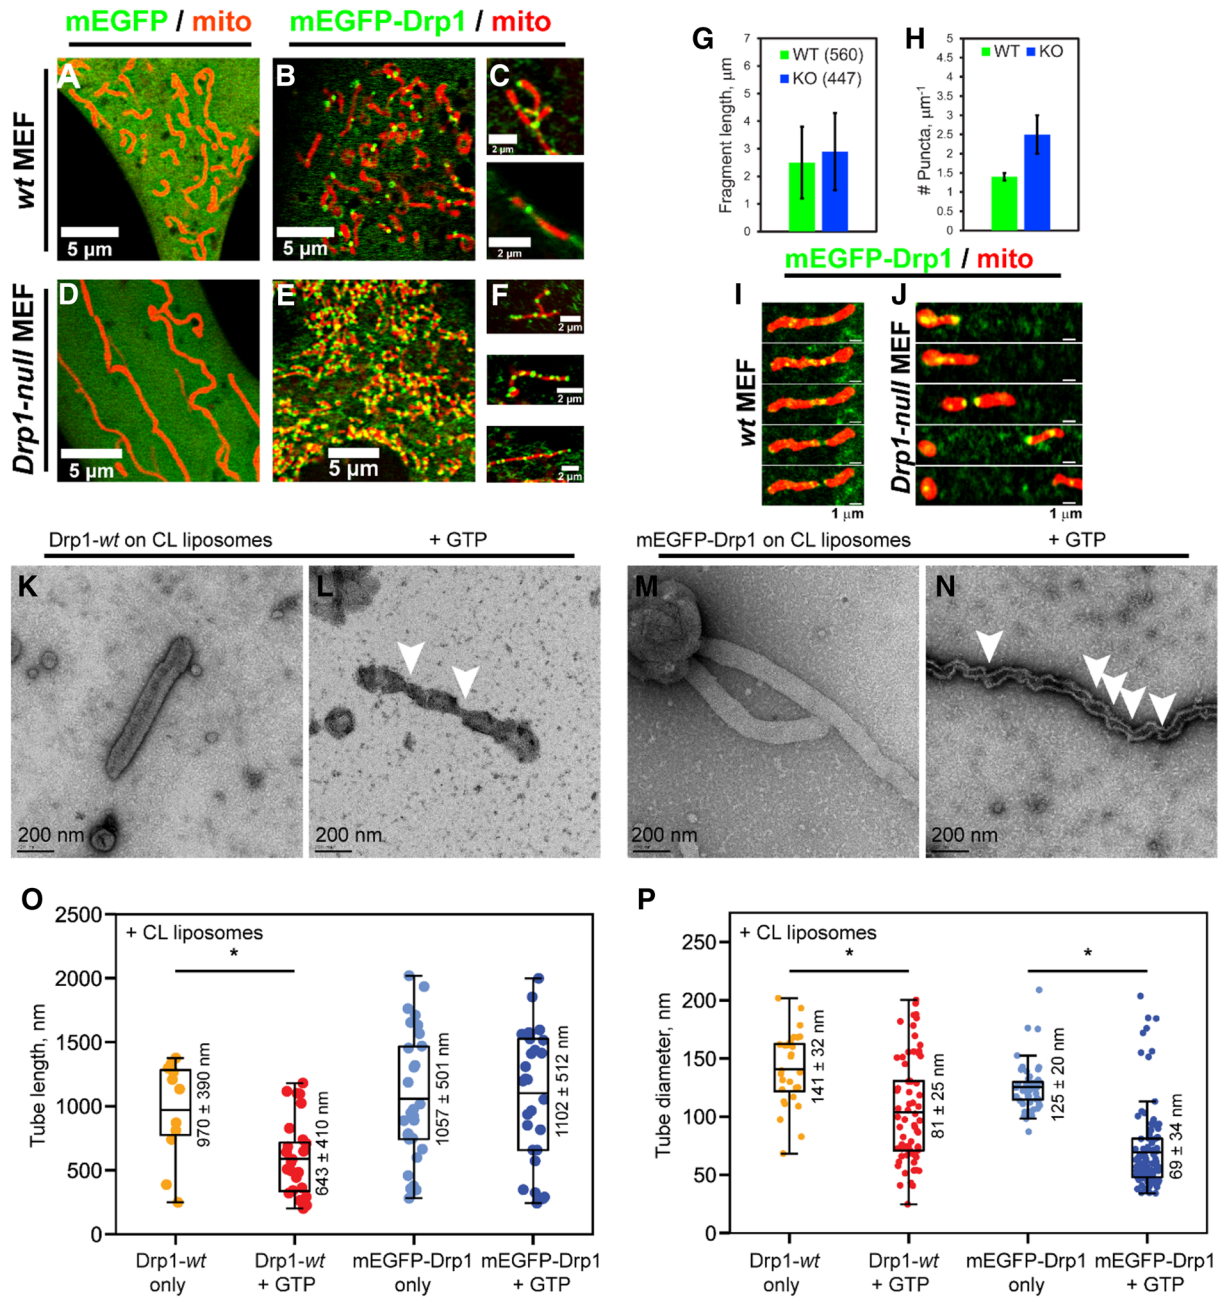 mEGFP / mito
mEGFP-Drp1 / mito
wt MEF
Drp1-null MEF
A
5 µm
B
5 µm
C
2 µm
2 µm
D
5 µm
E
5 µm
F
2 µm
2 µm
2 µm
G
Fragment length, µm
7
6
5
4
3
2
1
0
WT (560)
KO (447)
H
# Puncta, µm-1
5
4.5
4
3.5
3
2.5
2
1.5
1
0.5
0
WT KO
mEGFP-Drp1 / mito
I
wt MEF
1 µm
J
Drp1-null MEF
1 µm
Drp1-wt on CL liposomes
+ GTP
mEGFP-Drp1 on CL liposomes
+ GTP
K
200 nm
L
200 nm
M
200 nm
N
200 nm
O
Tube length, nm
2500
2000
1500
1000
500
0
+ CL liposomes
*
970 ± 390 nm
643 ± 410 nm
1057 ± 501 nm
1102 ± 512 nm
Drp1-wt
only
Drp1-wt
+ GTP
mEGFP-Drp1
only
mEGFP-Drp1
+ GTP
P
Tube diameter, nm
250
200
150
100
50
0
+ CL liposomes
*
*
141 ± 32 nm
81 ± 25 nm
125 ± 20 nm
69 ± 34 nm
Drp1-wt
only
Drp1-wt
+ GTP
mEGFP-Drp1
only
mEGFP-Drp1
+ GTP